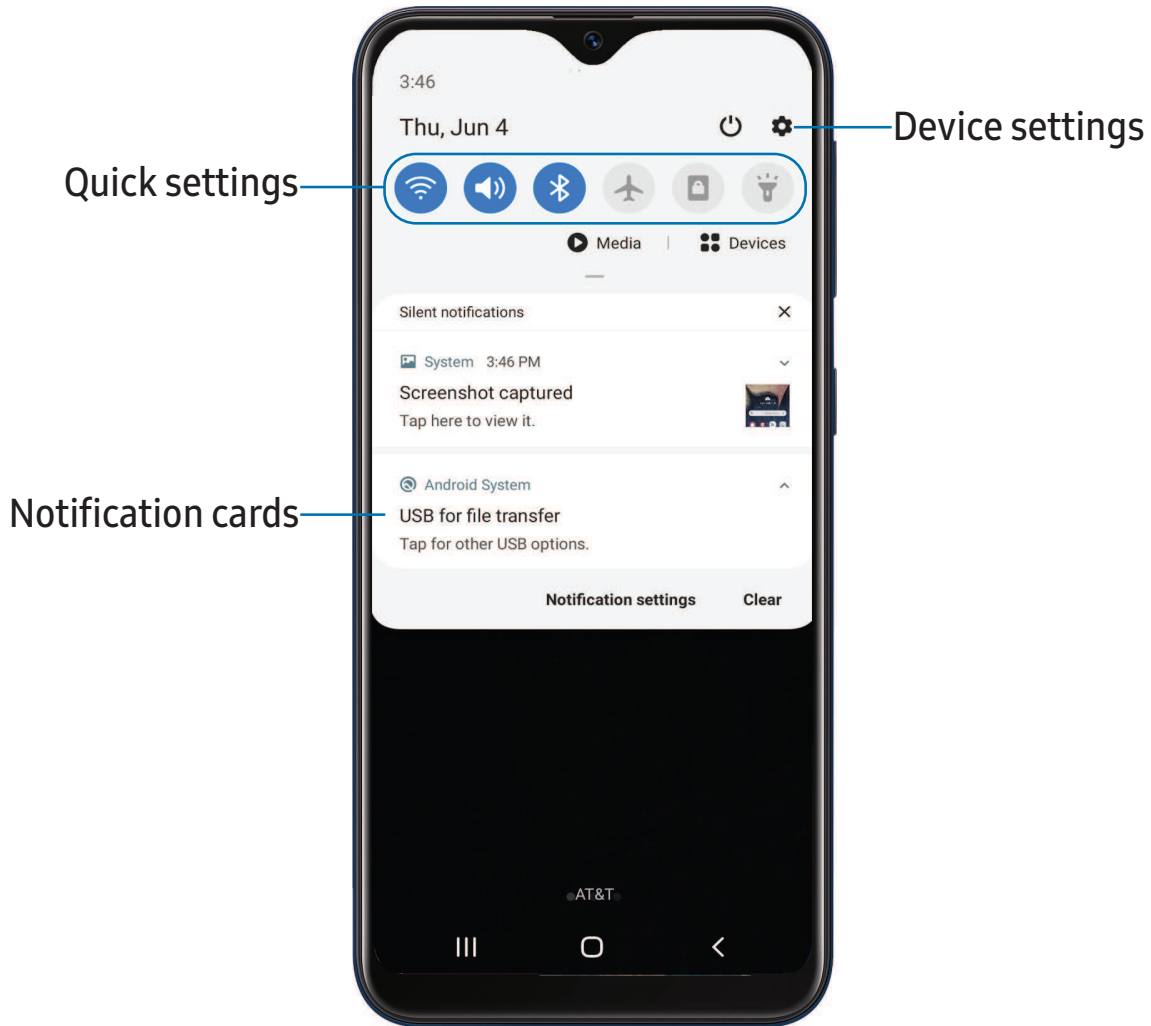 3:46
Thu, Jun 4
Device settings
Quick settings
Media | Devices
Silent notifications
System 3:46 PM
Screenshot captured
Tap here to view it.
Android System
Notification cards
USB for file transfer
Tap for other USB options.
Notification settings Clear
AT&T